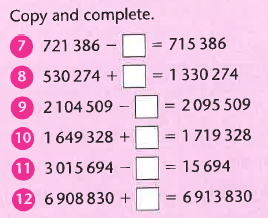 Copy and complete.
7 721 386 − □ = 715 386
8 530 274 + □ = 1 330 274
9 2 104 509 − □ = 2 095 509
10 1 649 328 + □ = 1 719 328
11 3 015 694 − □ = 15 694
12 6 908 830 + □ = 6 913 830